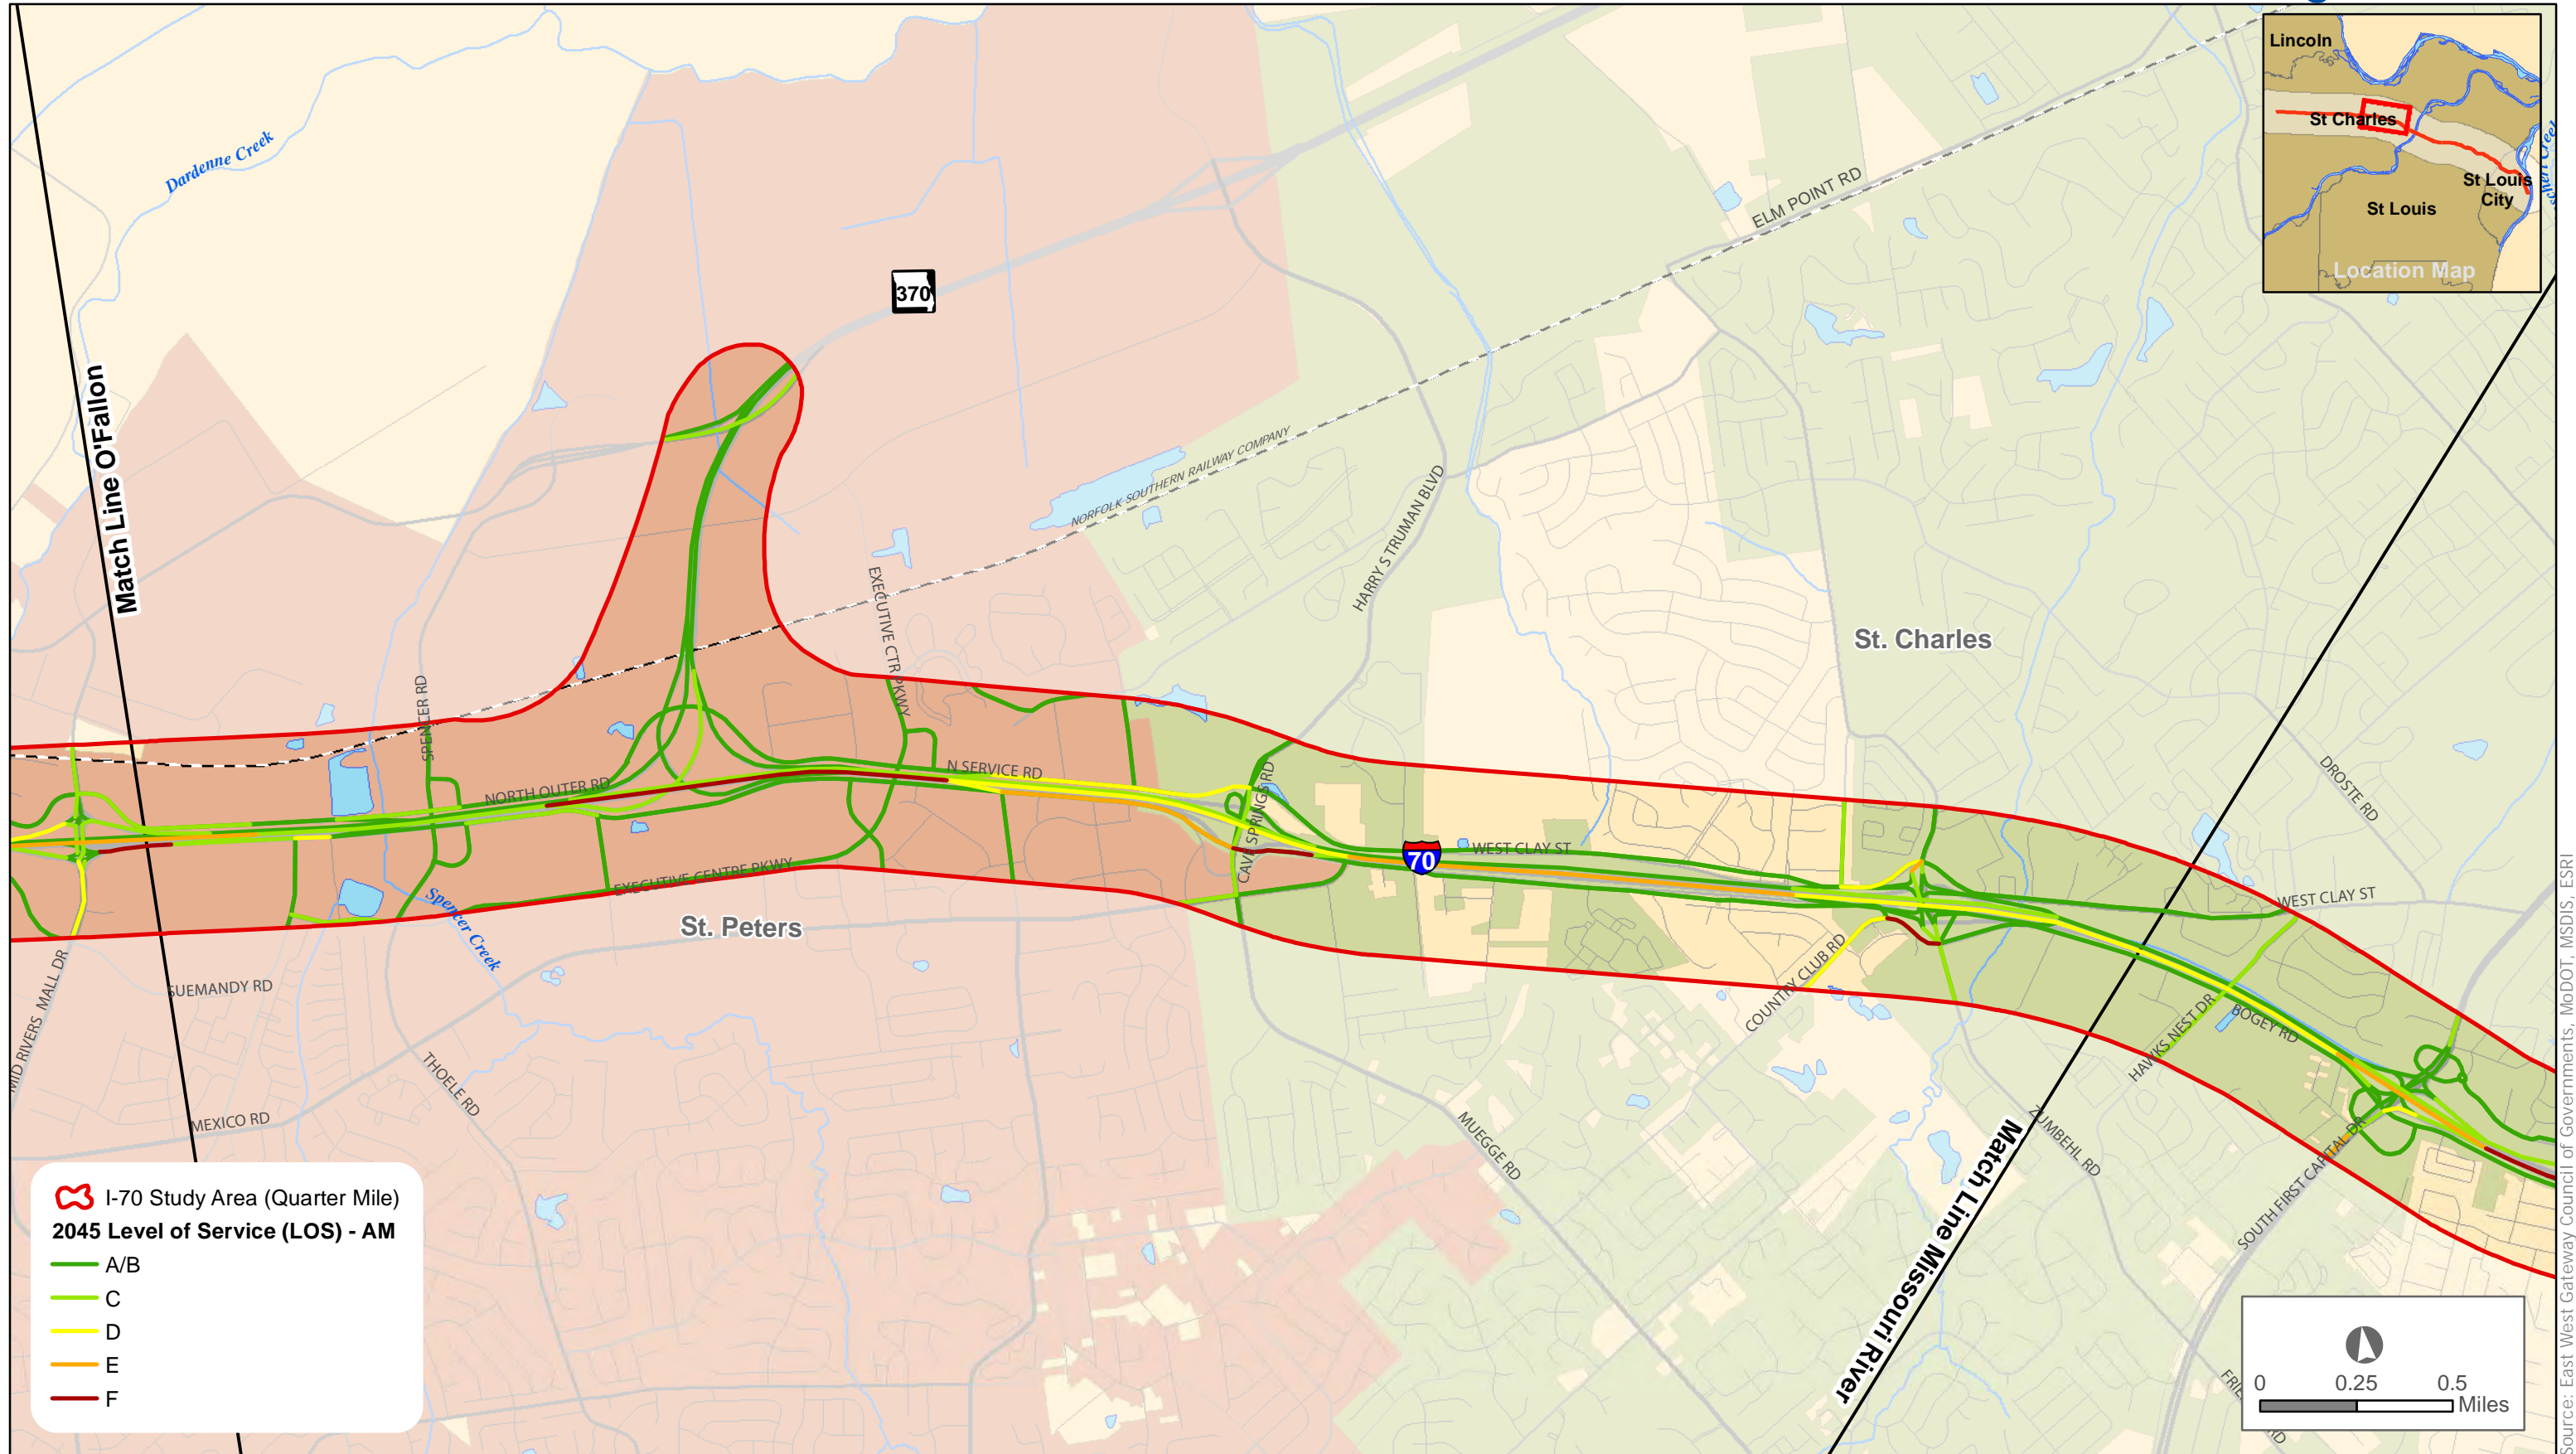 Lincoln
St Charles
St Louis
City
St Louis
Location Map
Dardenne Creek
ELM POINT RD
370
Match Line O'Fallon
NORFOLK SOUTHERN RAILWAY COMPANY
HARRY S TRUMAN BLVD
EXECUTIVE CTR PKWY
St. Charles
SPENCER RD
N SERVICE RD
NORTH OUTER RD
CAVE SPRINGS RD
DROSTE RD
70
WEST CLAY ST
EXECUTIVE CENTRE PKWY
WEST CLAY ST
Spencer Creek
St. Peters
COUNTRY CLUB RD
MID RIVERS MALL DR
SUEMANDY RD
HAWKS NEST DR
BOGEY RD
THOELE RD
MEXICO RD
MUEGGE RD
ZUMBEHL RD
SOUTH FIRST CAPITAL DR
Match Line Missouri River
I-70 Study Area (Quarter Mile)
2045 Level of Service (LOS) - AM
A/B
C
D
E
F
0 0.25 0.5
Miles
Source: East West Gateway Council of Governments, MoDOT, MSDIS, ESRI